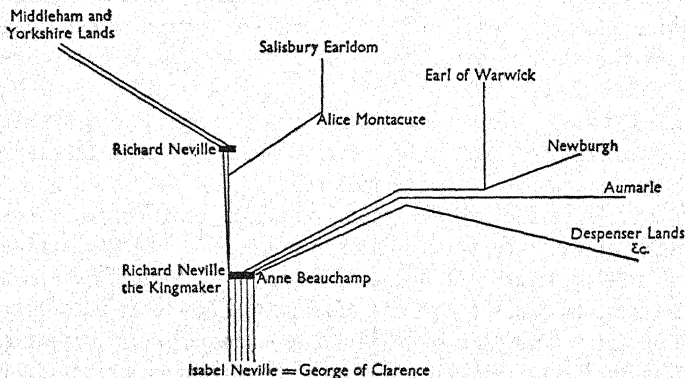 Middleham and
Yorkshire Lands
Salisbury Earldom
Earl of Warwick
Alice Montacute
Richard Neville
Newburgh
Aumarle
Despenser Lands
&c.
Richard Neville
the Kingmaker
Anne Beauchamp
Isabel Neville = George of Clarence